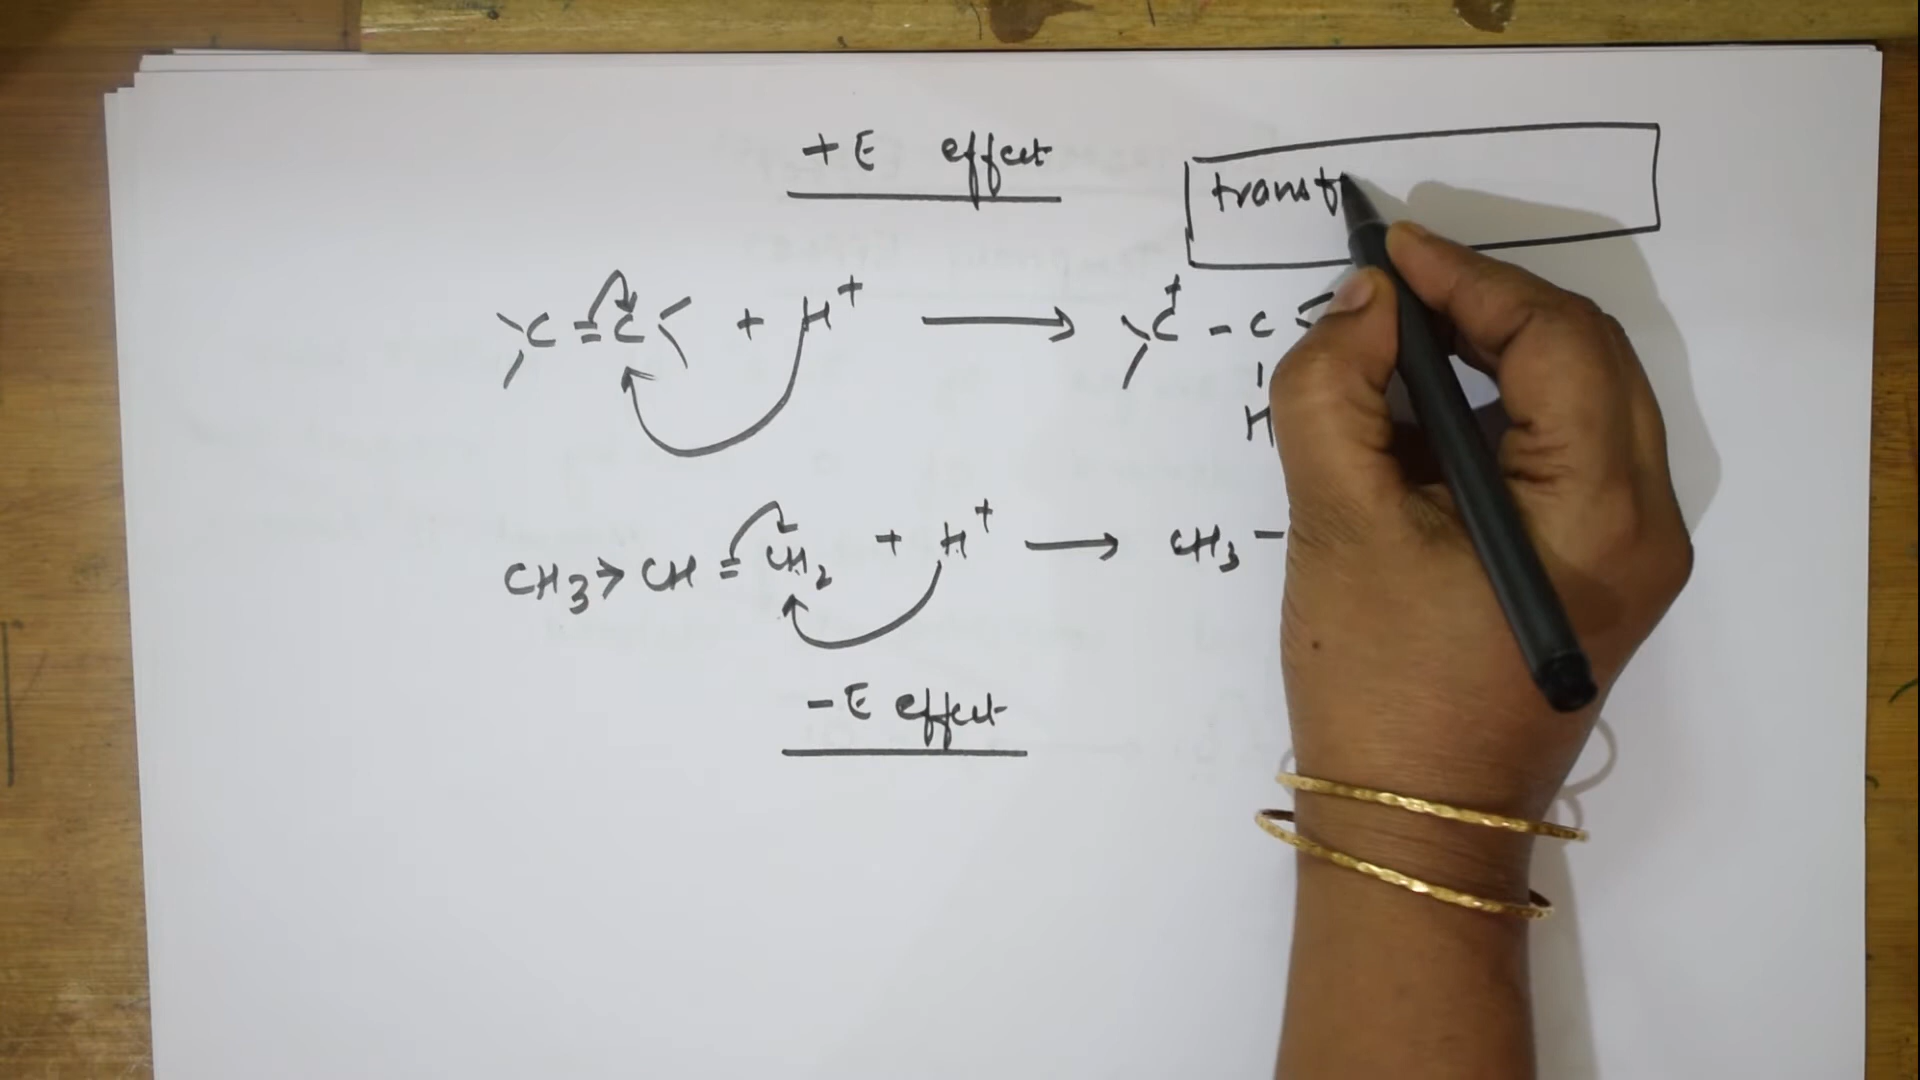 +E effect
transf
>C=C< + H+ → >C+-C
H
CH3>CH=CH2 + H+ → CH3-
-E effect